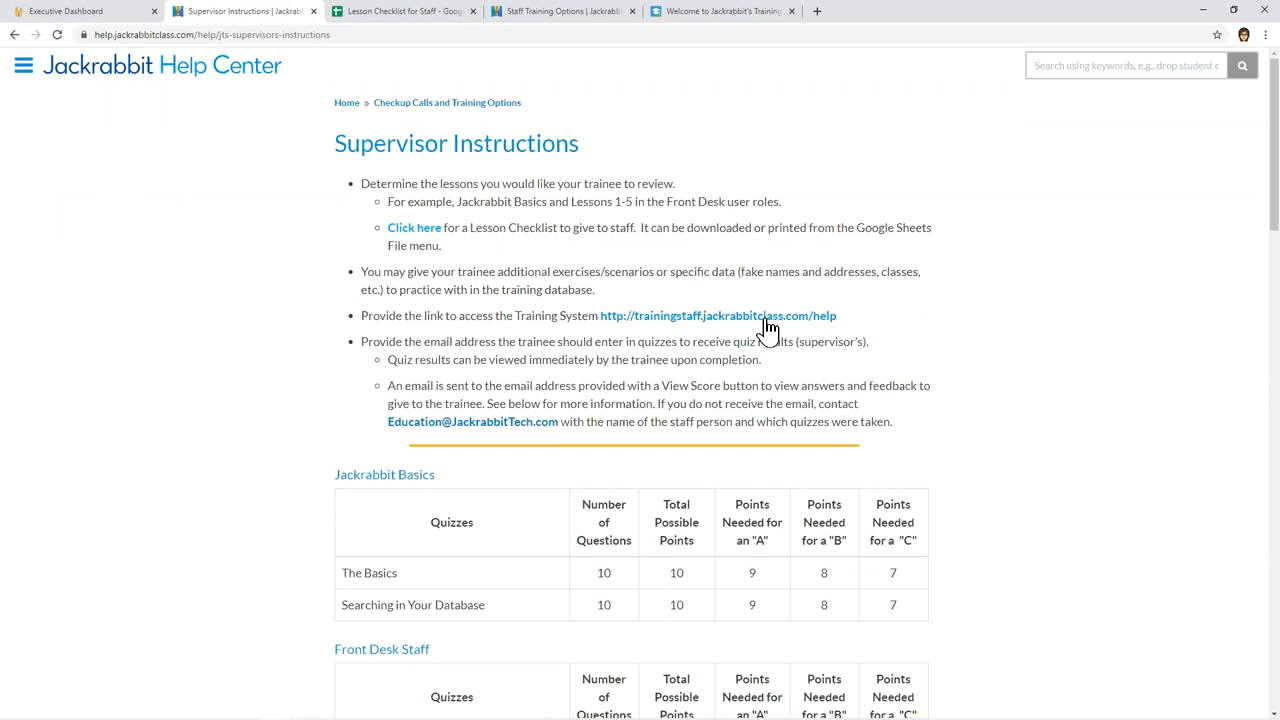 Executive Dashboard
Supervisor Instructions | Jackrabl
Lesson Checklist for Staff - Goog
Staff Training Options | Jackrabb
Welcome to Jackrabbit's Training
help.jackrabbitclass.com/help/jts-supervisors-instructions
Jackrabbit Help Center
Search using keywords, e.g., drop student c
Home » Checkup Calls and Training Options
Supervisor Instructions
Determine the lessons you would like your trainee to review.
For example, Jackrabbit Basics and Lessons 1-5 in the Front Desk user roles.
Click here for a Lesson Checklist to give to staff. It can be downloaded or printed from the Google Sheets
File menu.
You may give your trainee additional exercises/scenarios or specific data (fake names and addresses, classes,
etc.) to practice with in the training database.
Provide the link to access the Training System http://trainingstaff.jackrabbitclass.com/help
Provide the email address the trainee should enter in quizzes to receive quiz (supervisor's).
Quiz results can be viewed immediately by the trainee upon completion.
An email is sent to the email address provided with a View Score button to view answers and feedback to
give to the trainee. See below for more information. If you do not receive the email, contact
Education@JackrabbitTech.com with the name of the staff person and which quizzes were taken.
Jackrabbit Basics
Quizzes
Number
of
Questions
Total
Possible
Points
Points
Needed for
an "A"
Points
Needed
for a "B"
Points
Needed
for a "C"
The Basics 10 10 9 8 7
Searching in Your Database 10 10 9 8 7
Front Desk Staff
Quizzes
Number
of
Questions
Total
Possible
Points
Points
Needed for
an "A"
Points
Needed
for a "B"
Points
Needed
for a "C"